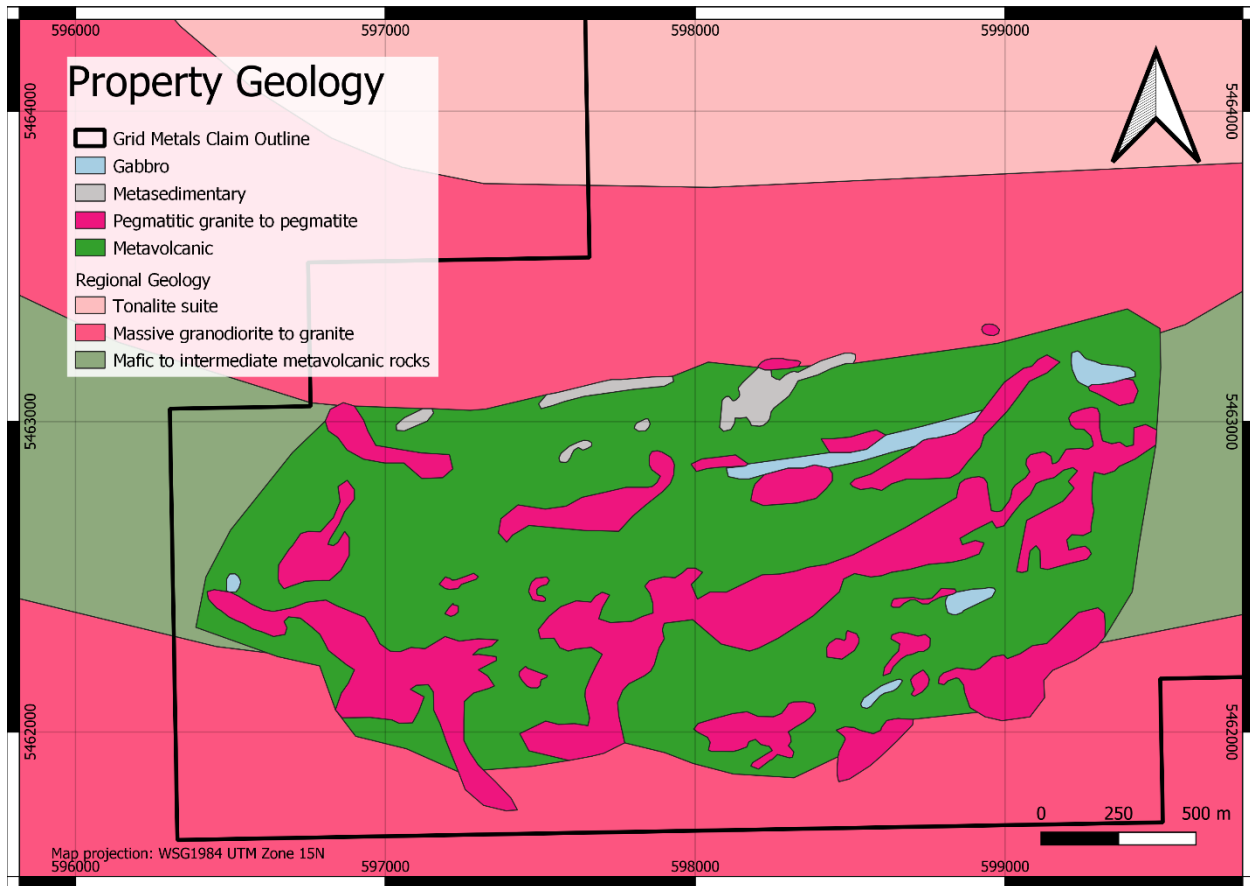 596000 597000 598000 599000
Property Geology
Grid Metals Claim Outline
Gabbro
Metasedimentary
Pegmatitic granite to pegmatite
Metavolcanic
Regional Geology
Tonalite suite
Massive granodiorite to granite
Mafic to intermediate metavolcanic rocks
5464000 5464000
5463000 5463000
5462000 5462000
0 250 500 m
Map projection: WSG1984 UTM Zone 15N
596000 597000 598000 599000